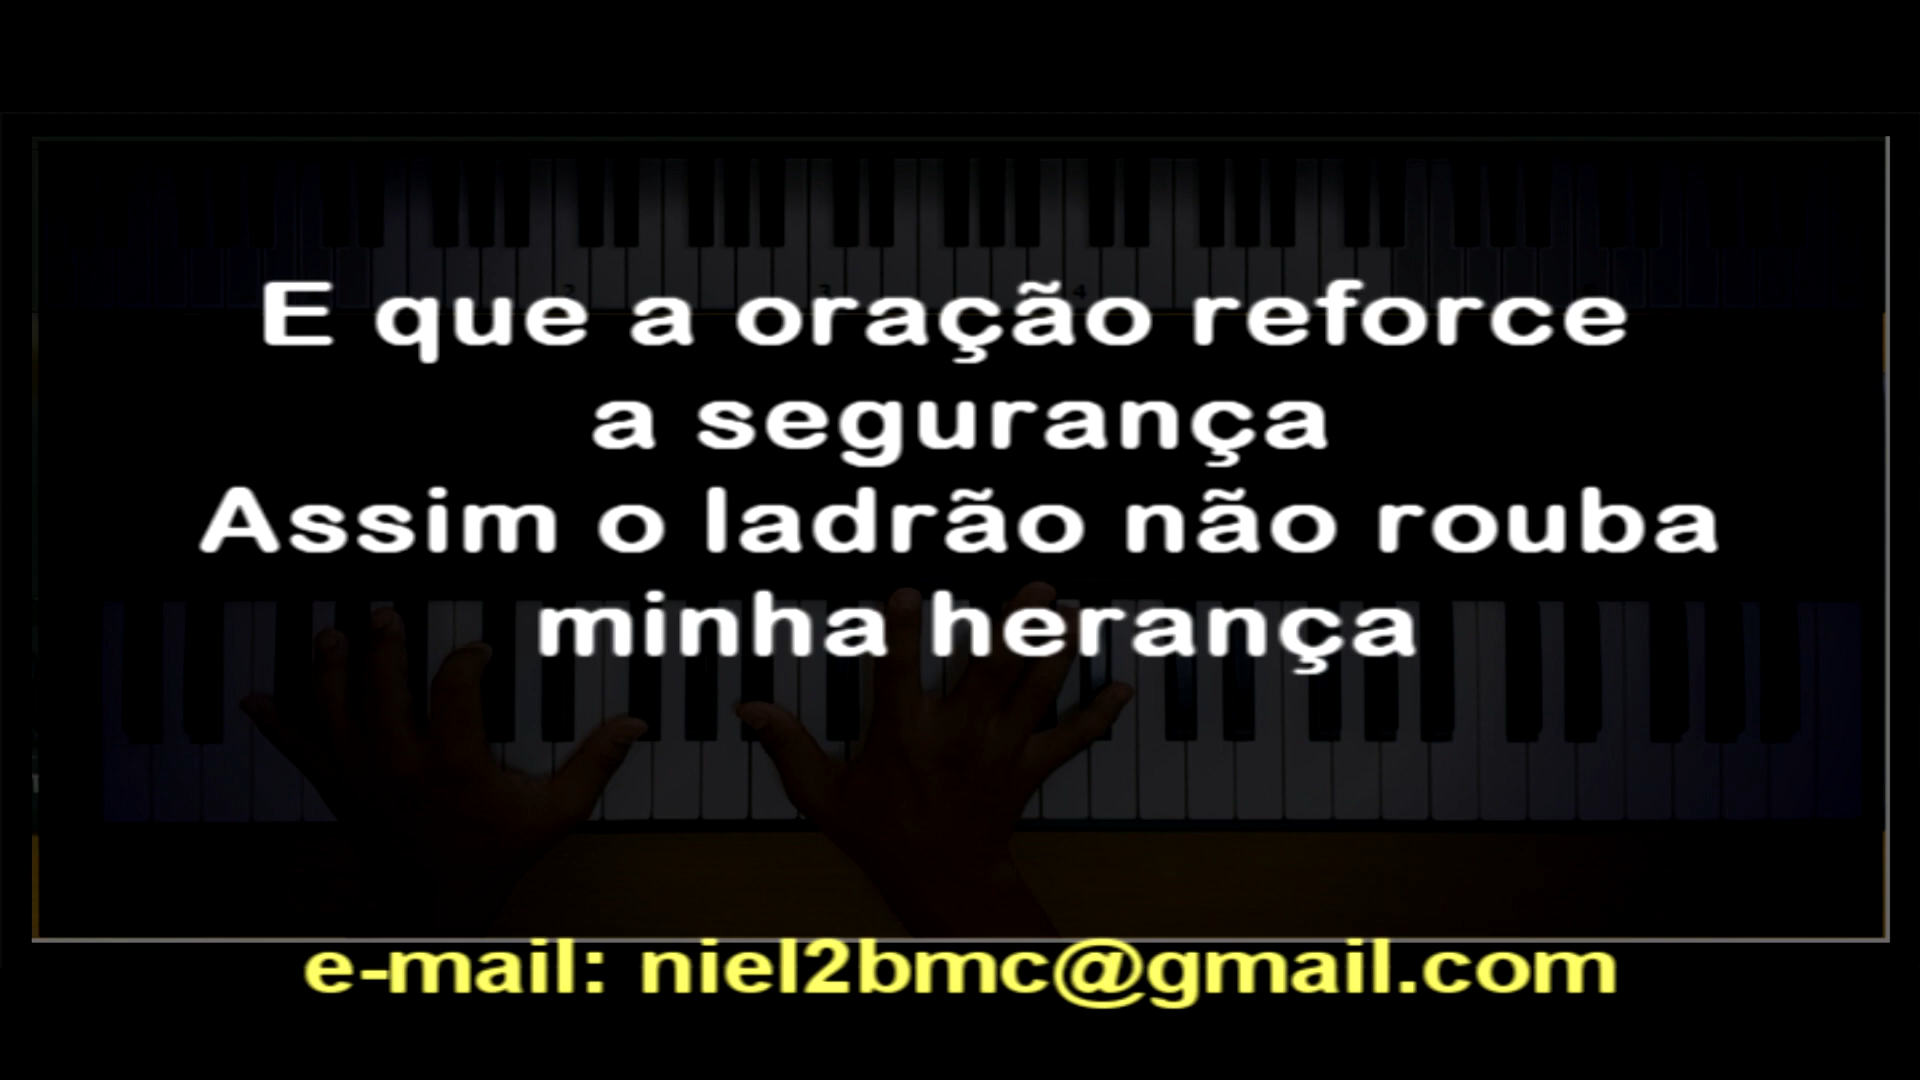 E que a oração reforce
a segurança
Assim o ladrão não rouba
minha herança
e-mail: niel2bmc@gmail.com